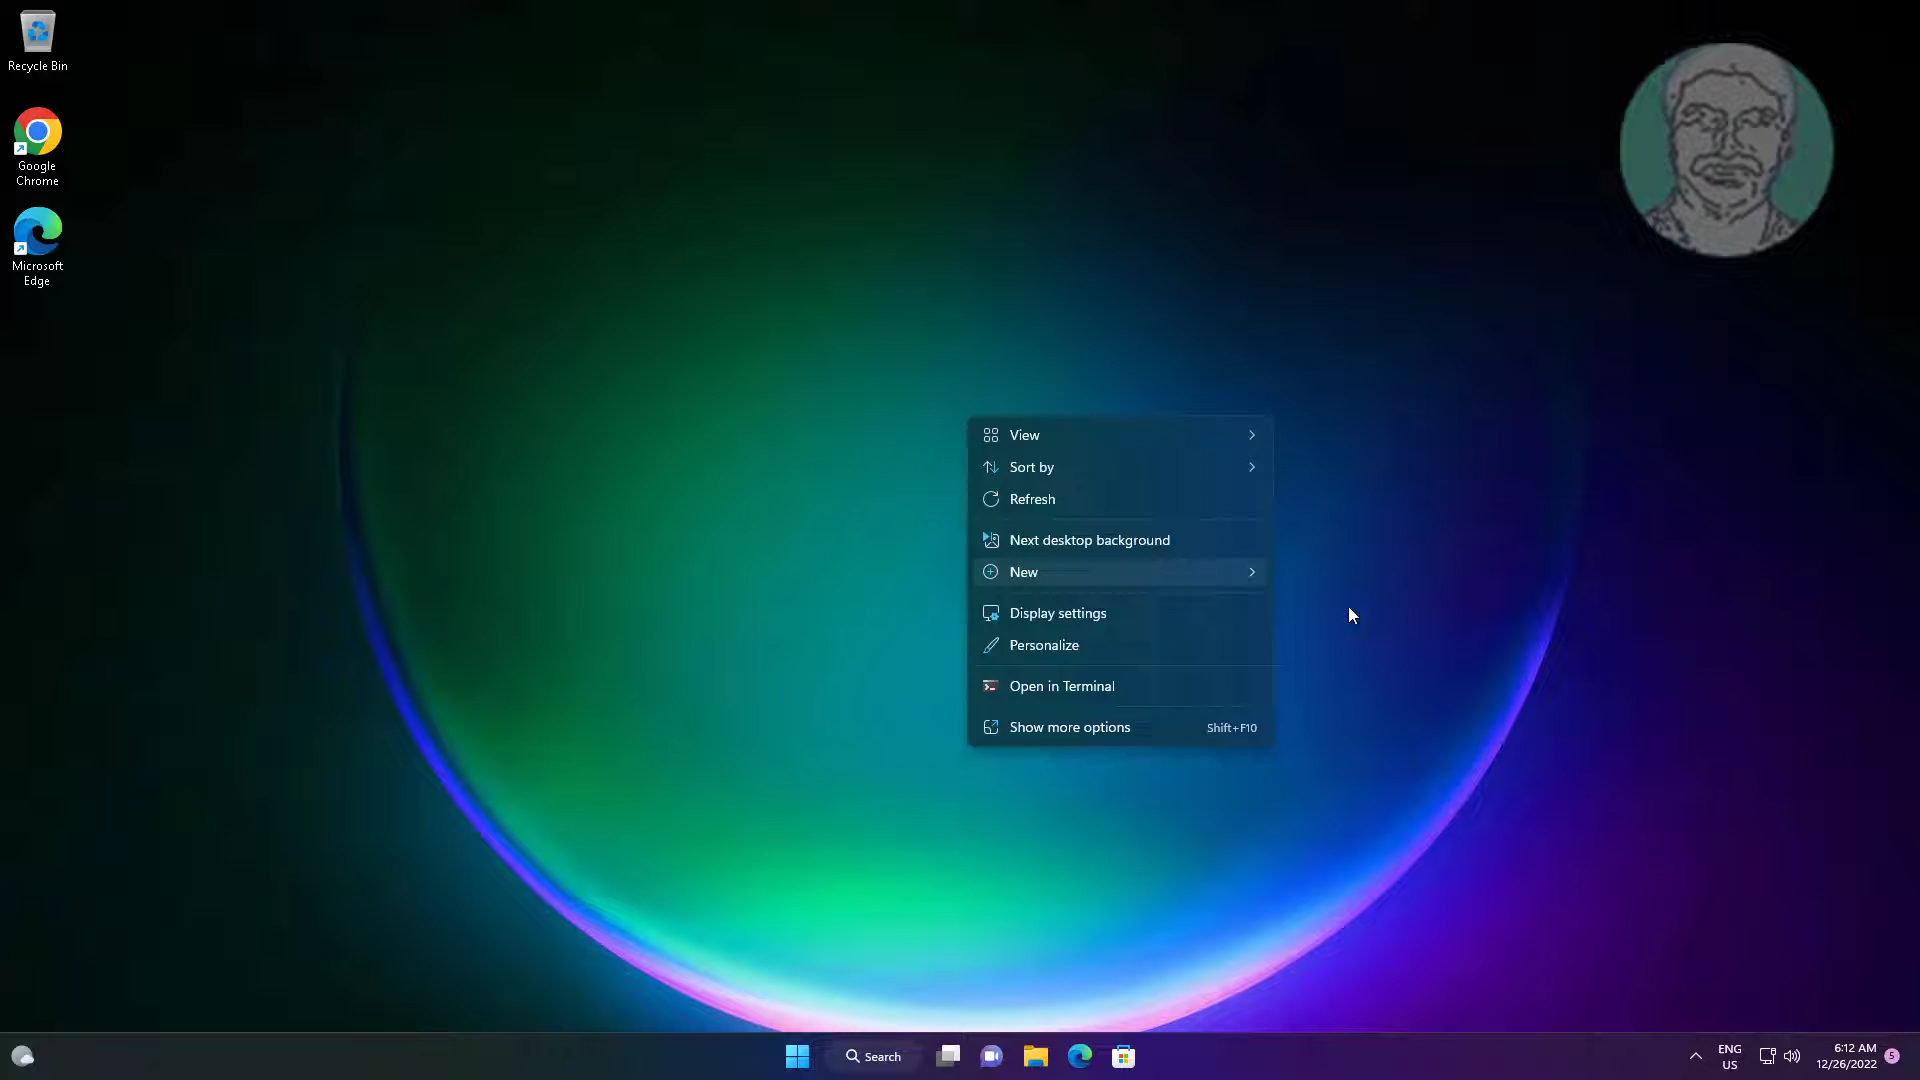 Recycle Bin
Google
Chrome
Microsoft
Edge
View
Sort by
Refresh
Next desktop background
New
Display settings
Personalize
Open in Terminal
Show more options Shift+F10
Search
ENG
US
6:12 AM
12/26/2022
5